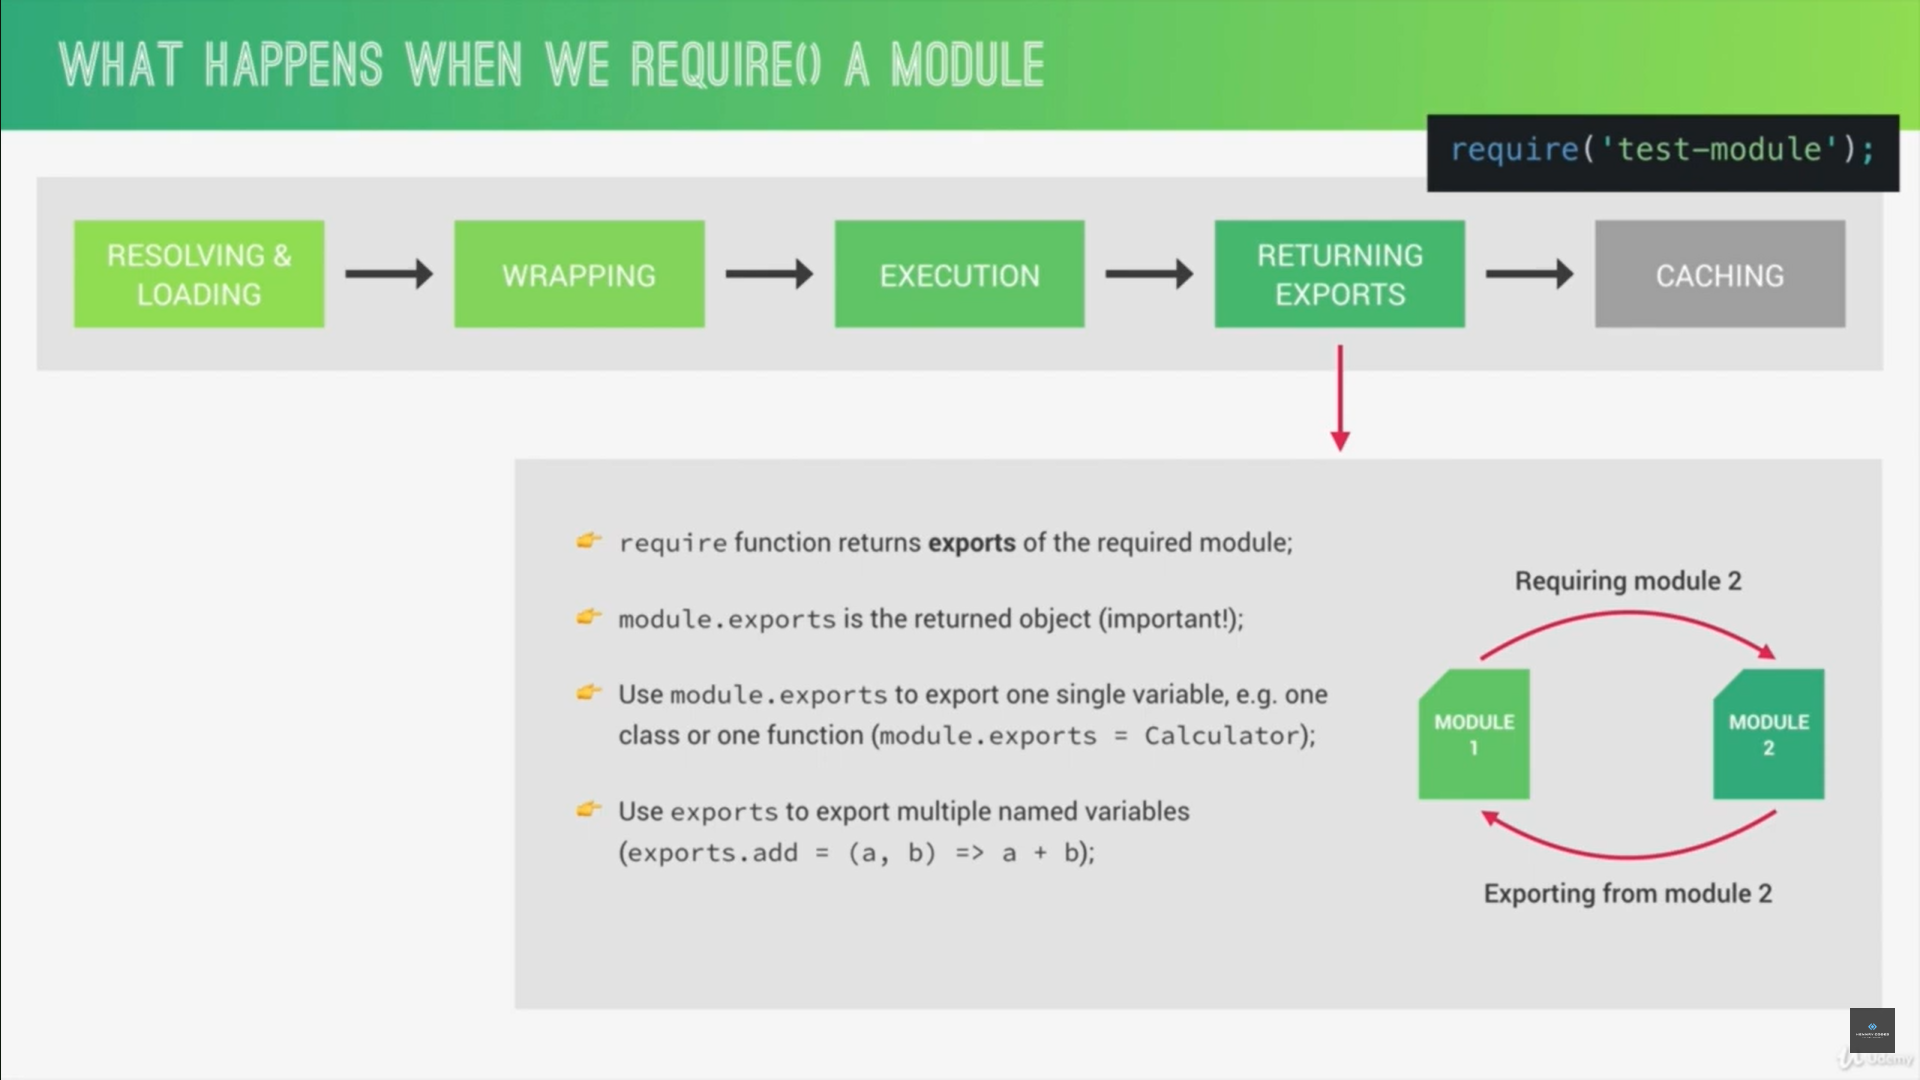 WHAT HAPPENS WHEN WE REQUIRE() A MODULE
require('test-module');
RESOLVING &
LOADING
WRAPPING
EXECUTION
RETURNING
EXPORTS
CACHING
👉 require function returns exports of the required module;
👉 module.exports is the returned object (important!);
👉 Use module.exports to export one single variable, e.g. one
class or one function (module.exports = Calculator);
👉 Use exports to export multiple named variables
(exports.add = (a, b) => a + b);
Requiring module 2
MODULE
1
MODULE
2
Exporting from module 2
Udemy